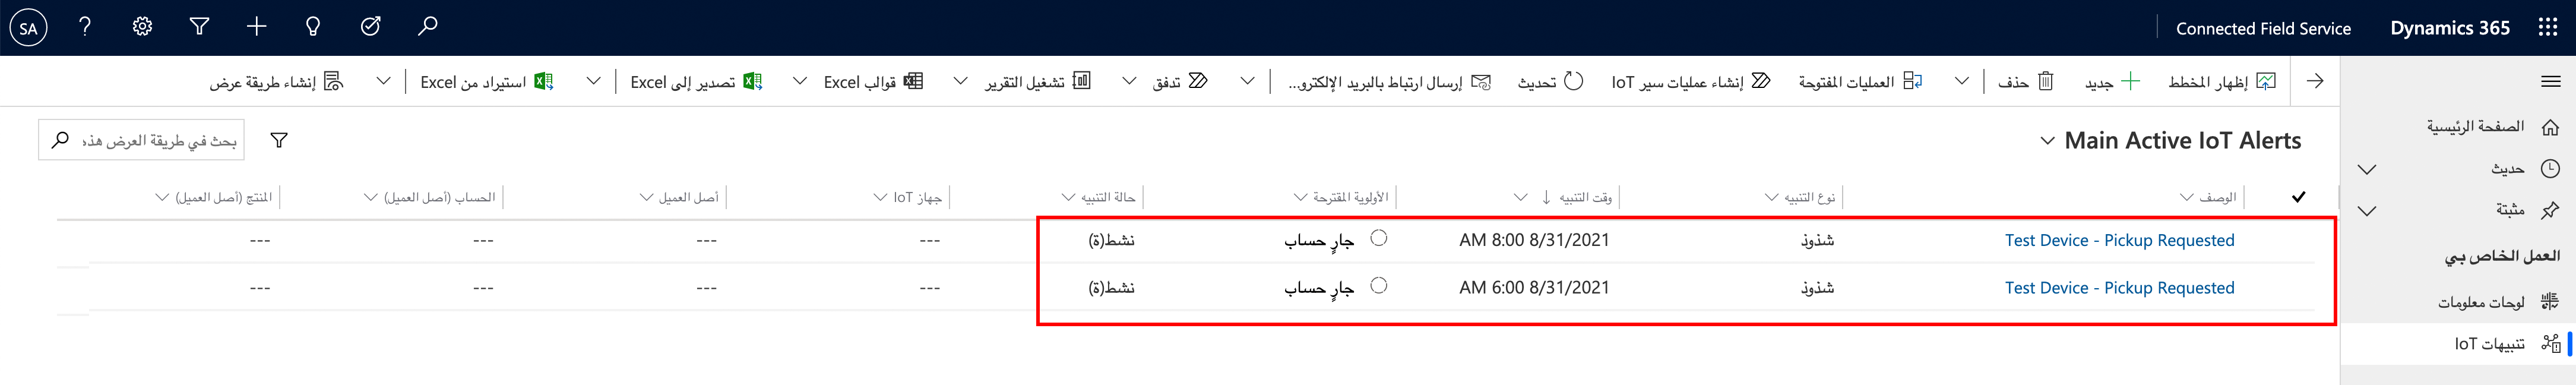 Dynamics 365
Connected Field Service
SA
إظهار المخطط
جديد
حذف
العمليات المفتوحة
إنشاء عمليات سير IoT
تحديث
إرسال ارتباط بالبريد الإلكترو...
تدفق
تشغيل التقرير
قوالب Excel
تصدير إلى Excel
استيراد من Excel
إنشاء طريقة عرض
الصفحة الرئيسية
حديث
مثبتة
العمل الخاص بي
لوحات معلومات
تنبيهات IoT
Main Active IoT Alerts
بحث في طريقة العرض هذه
الوصف نوع التنبيه وقت التنبيه الأولوية المقترحة حالة التنبيه جهاز IoT أصل العميل الحساب (أصل العميل) المنتج (أصل العميل)
Test Device - Pickup Requested شذوذ 8/31/2021 8:00 AM جارٍ حساب نشط(ة) --- --- --- ---
Test Device - Pickup Requested شذوذ 8/31/2021 6:00 AM جارٍ حساب نشط(ة) --- --- --- ---